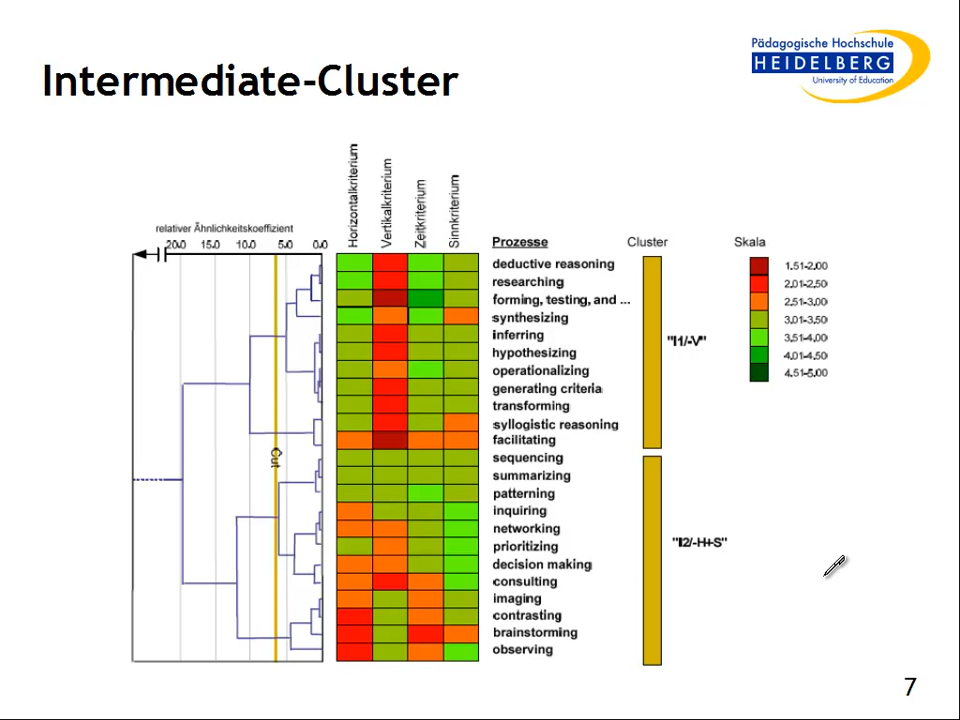 Intermediate-Cluster
Pädagogische Hochschule
HEIDELBERG
University of Education
Horizontalkriterium
Vertikalkriterium
Zeitkriterium
Sinnkriterium
relativer Ähnlichkeitskoeffizient
20.0 15.0 10.0 5.0 0.0
Prozesse
Cluster
Skala
deductive reasoning
researching
forming, testing, and ...
synthesizing
inferring
hypothesizing
operationalizing
generating criteria
transforming
syllogistic reasoning
facilitating
sequencing
summarizing
patterning
inquiring
networking
prioritizing
decision making
consulting
imaging
contrasting
brainstorming
observing
Cut
"I1/-V"
"I2/-H+S"
1.51-2.00
2.01-2.50
2.51-3.00
3.01-3.50
3.51-4.00
4.01-4.50
4.51-5.00
7